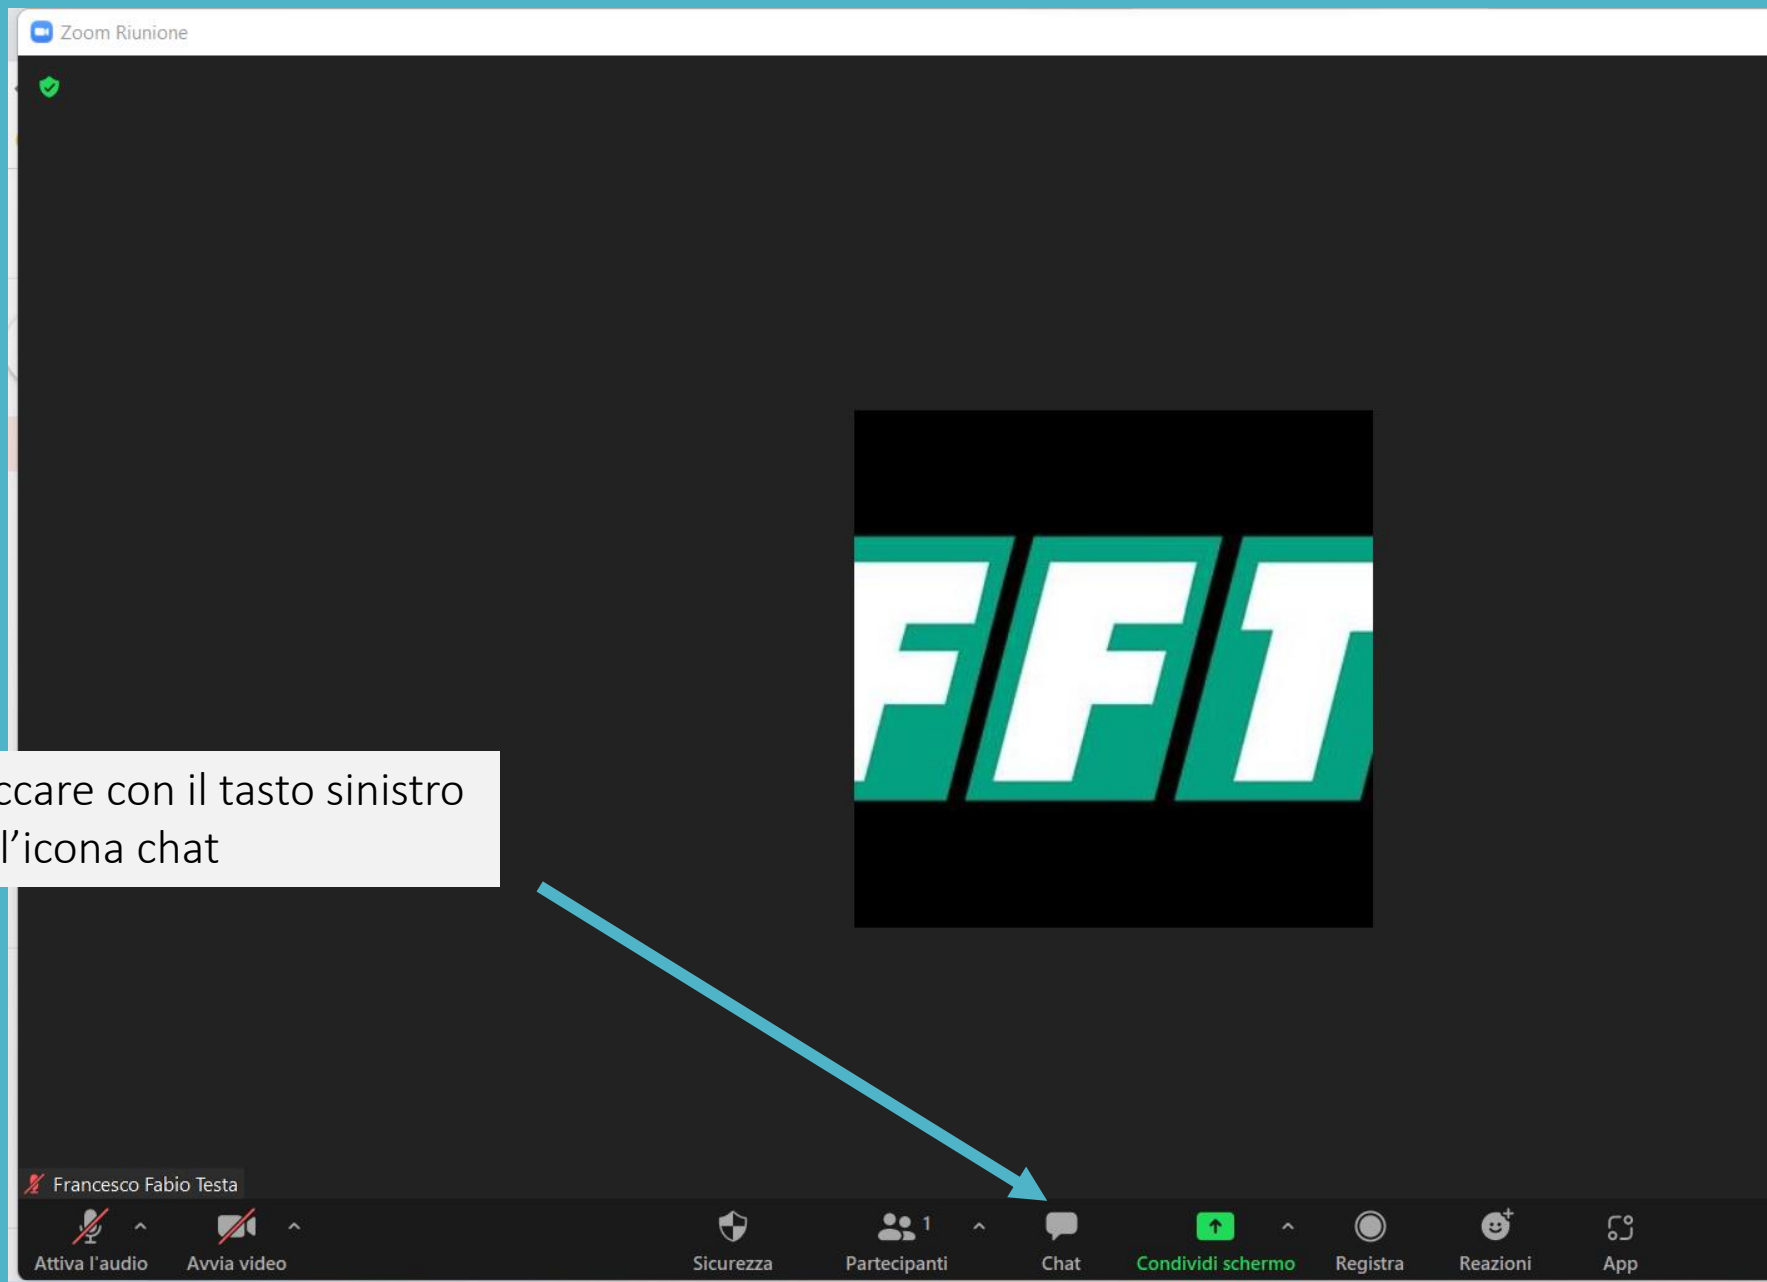 Zoom Riunione
FFT
ccare con il tasto sinistro
l’icona chat
Francesco Fabio Testa
1
Attiva l'audio Avvia video Sicurezza Partecipanti Chat Condividi schermo Registra Reazioni App